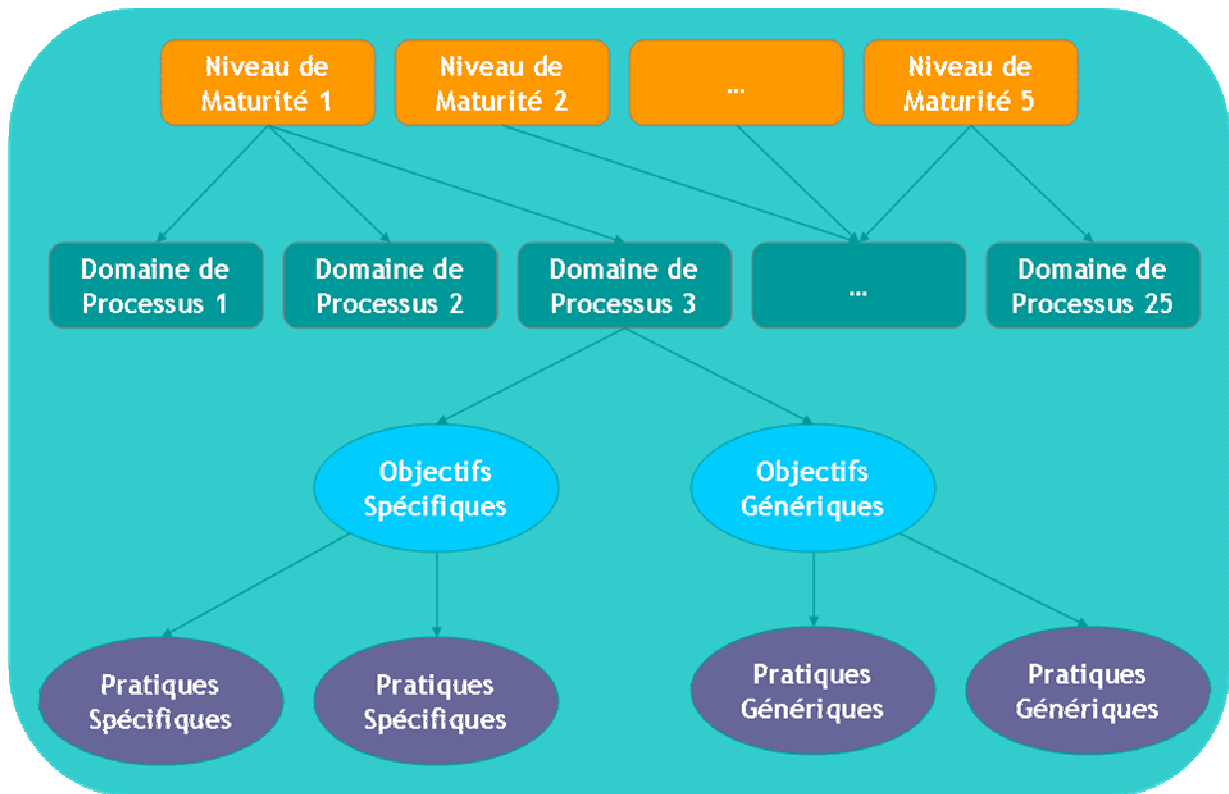 Niveau de
Maturité 1
Niveau de
Maturité 2
...
Niveau de
Maturité 5
Domaine de
Processus 1
Domaine de
Processus 2
Domaine de
Processus 3
...
Domaine de
Processus 25
Objectifs
Spécifiques
Objectifs
Génériques
Pratiques
Spécifiques
Pratiques
Spécifiques
Pratiques
Génériques
Pratiques
Génériques